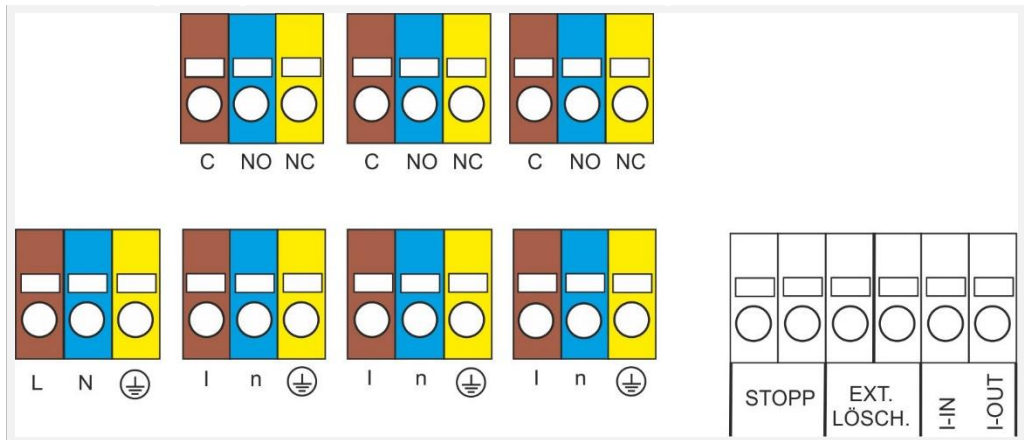 C NO NC C NO NC C NO NC
L N l n l n l n
STOPP
EXT.
LÖSCH.
I-IN
I-OUT